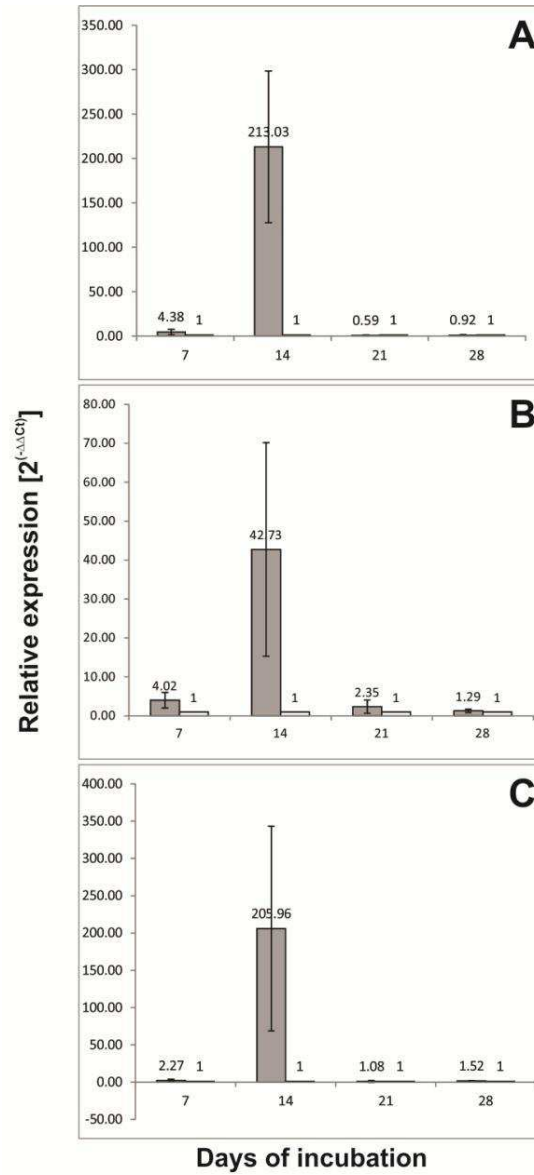 A
350.00
300.00
250.00
200.00
150.00
100.00
50.00
0.00
4.38 1 213.03 1 0.59 1 0.92 1
7 14 21 28
B
80.00
70.00
60.00
50.00
40.00
30.00
20.00
10.00
0.00
4.02 1 42.73 1 2.35 1 1.29 1
7 14 21 28
C
400.00
350.00
300.00
250.00
200.00
150.00
100.00
50.00
0.00
-50.00
2.27 1 205.96 1 1.08 1 1.52 1
7 14 21 28
Relative expression [2(-ΔΔCt)]
Days of incubation